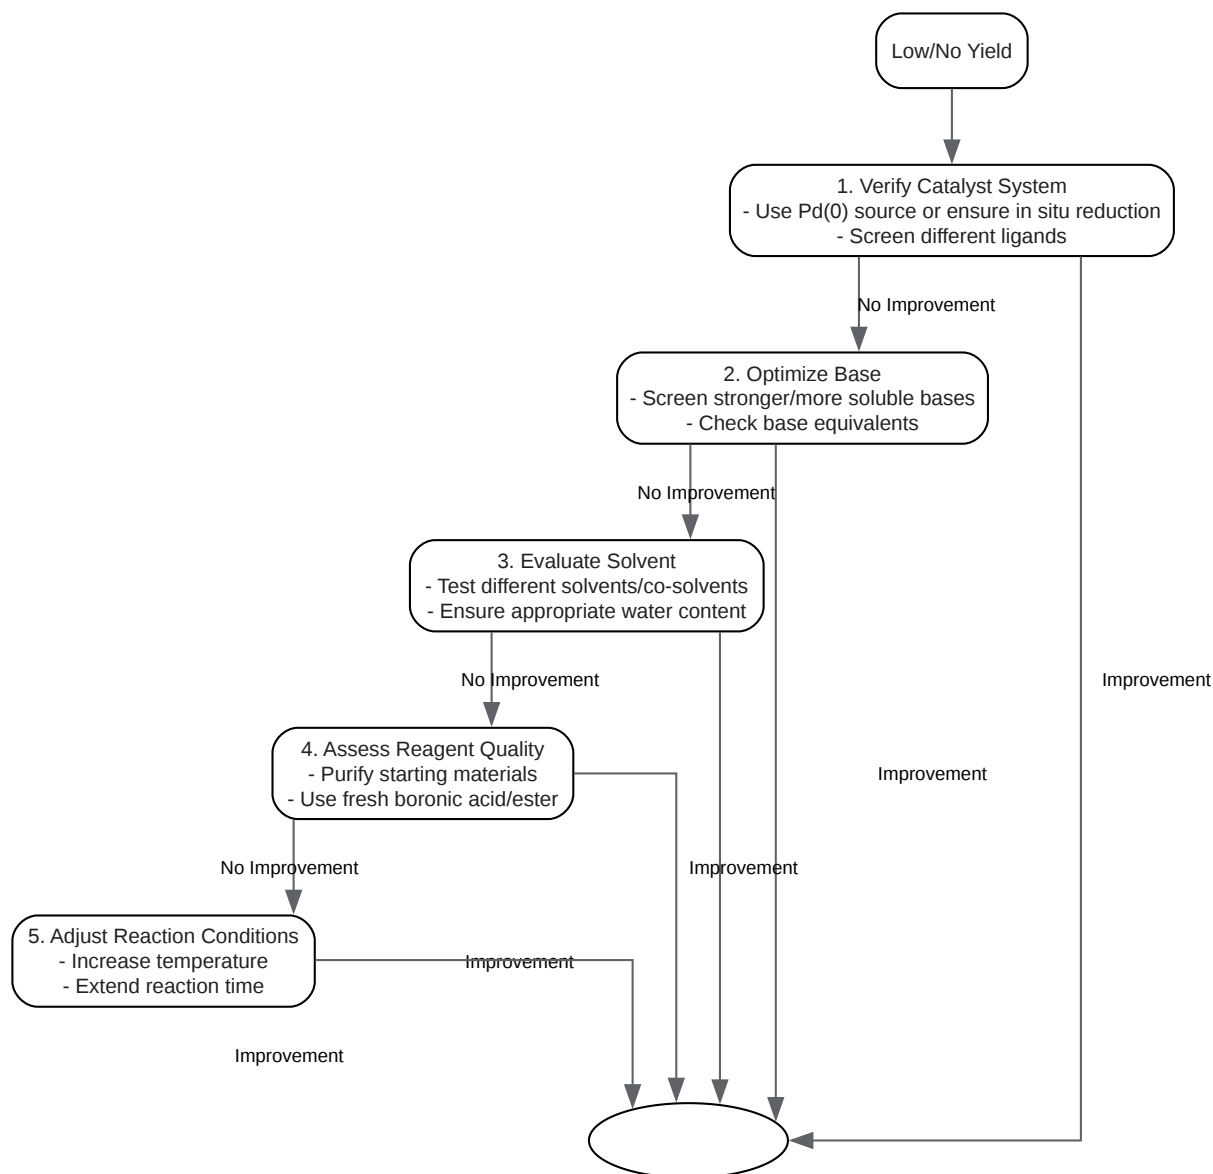 Low/No Yield
1. Verify Catalyst System
- Use Pd(0) source or ensure in situ reduction
- Screen different ligands
No Improvement
2. Optimize Base
- Screen stronger/more soluble bases
- Check base equivalents
No Improvement
3. Evaluate Solvent
- Test different solvents/co-solvents
- Ensure appropriate water content
No Improvement
Improvement
4. Assess Reagent Quality
- Purify starting materials
- Use fresh boronic acid/ester
Improvement
No Improvement
Improvement
5. Adjust Reaction Conditions
- Increase temperature
- Extend reaction time
Improvement
Improvement